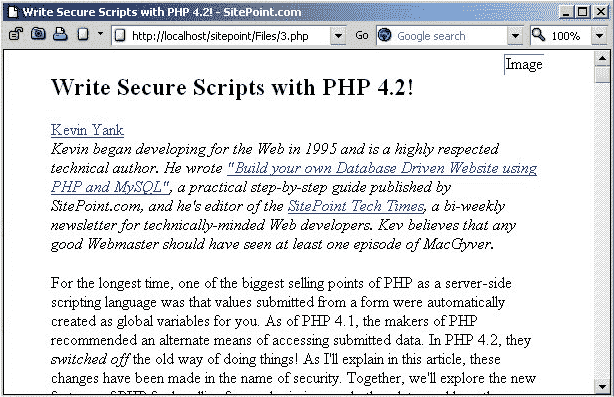 Write Secure Scripts with PHP 4.2! - SitePoint.com
http://localhost/sitepoint/Files/3.php Go Google search 100%
Image
Write Secure Scripts with PHP 4.2!
Kevin Yank
Kevin began developing for the Web in 1995 and is a highly respected
technical author. He wrote "Build your own Database Driven Website using
PHP and MySQL", a practical step-by-step guide published by
SitePoint.com, and he's editor of the SitePoint Tech Times, a bi-weekly
newsletter for technically-minded Web developers. Kev believes that any
good Webmaster should have seen at least one episode of MacGyver.
For the longest time, one of the biggest selling points of PHP as a server-side
scripting language was that values submitted from a form were automatically
created as global variables for you. As of PHP 4.1, the makers of PHP
recommended an alternate means of accessing submitted data. In PHP 4.2, they
switched off the old way of doing things! As I'll explain in this article, these
changes have been made in the name of security. Together, we'll explore the new